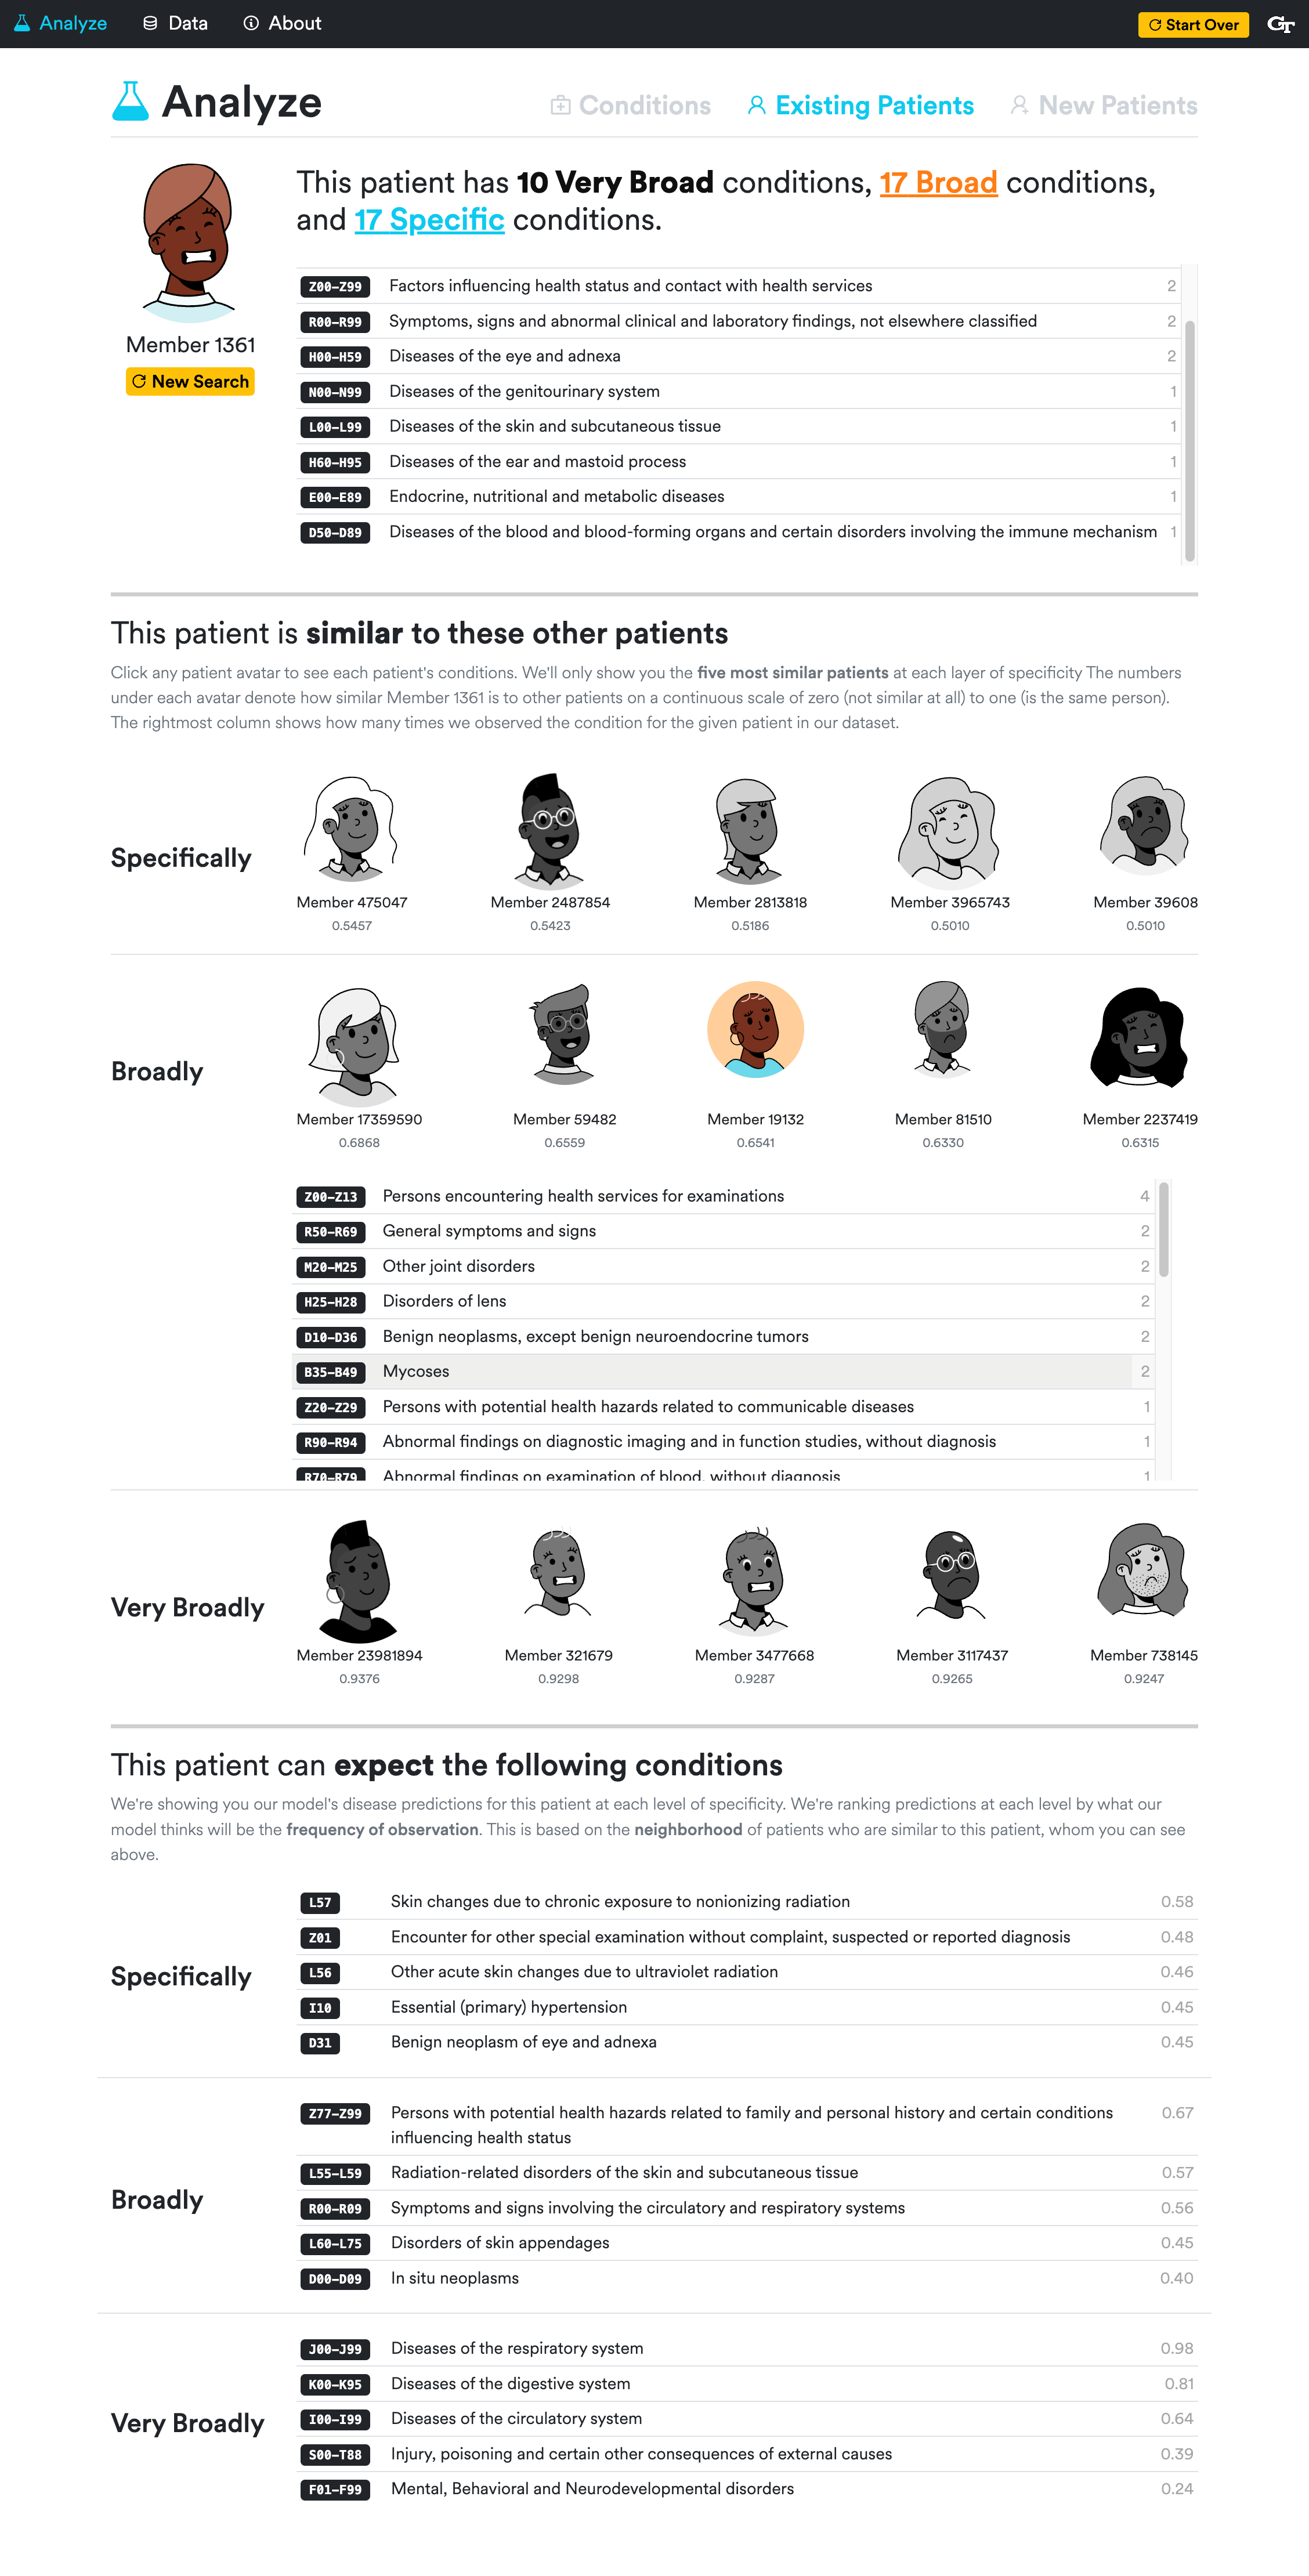 Analyze Data About Start Over GT
Analyze Conditions Existing Patients New Patients
This patient has 10 Very Broad conditions, 17 Broad conditions,
and 17 Specific conditions.
Member 1361
New Search
Z00–Z99 Factors influencing health status and contact with health services 2
R00–R99 Symptoms, signs and abnormal clinical and laboratory findings, not elsewhere classified 2
H00–H59 Diseases of the eye and adnexa 2
N00–N99 Diseases of the genitourinary system 1
L00–L99 Diseases of the skin and subcutaneous tissue 1
H60–H95 Diseases of the ear and mastoid process 1
E00–E89 Endocrine, nutritional and metabolic diseases 1
D50–D89 Diseases of the blood and blood-forming organs and certain disorders involving the immune mechanism 1
This patient is similar to these other patients
Click any patient avatar to see each patient's conditions. We'll only show you the five most similar patients at each layer of specificity The numbers
under each avatar denote how similar Member 1361 is to other patients on a continuous scale of zero (not similar at all) to one (is the same person).
The rightmost column shows how many times we observed the condition for the given patient in our dataset.
Specifically
Member 475047 Member 2487854 Member 2813818 Member 3965743 Member 39608
0.5457 0.5423 0.5186 0.5010 0.5010
Broadly
Member 17359590 Member 59482 Member 19132 Member 81510 Member 2237419
0.6868 0.6559 0.6541 0.6330 0.6315
Z00–Z13 Persons encountering health services for examinations 4
R50–R69 General symptoms and signs 2
M20–M25 Other joint disorders 2
H25–H28 Disorders of lens 2
D10–D36 Benign neoplasms, except benign neuroendocrine tumors 2
B35–B49 Mycoses 2
Z20–Z29 Persons with potential health hazards related to communicable diseases 1
R90–R94 Abnormal findings on diagnostic imaging and in function studies, without diagnosis 1
R70–R79 Abnormal findings on examination of blood, without diagnosis 1
Very Broadly
Member 23981894 Member 321679 Member 3477668 Member 3117437 Member 738145
0.9376 0.9298 0.9287 0.9265 0.9247
This patient can expect the following conditions
We're showing you our model's disease predictions for this patient at each level of specificity. We're ranking predictions at each level by what our
model thinks will be the frequency of observation. This is based on the neighborhood of patients who are similar to this patient, whom you can see
above.
Specifically
L57 Skin changes due to chronic exposure to nonionizing radiation 0.58
Z01 Encounter for other special examination without complaint, suspected or reported diagnosis 0.48
L56 Other acute skin changes due to ultraviolet radiation 0.46
I10 Essential (primary) hypertension 0.45
D31 Benign neoplasm of eye and adnexa 0.45
Broadly
Z77–Z99 Persons with potential health hazards related to family and personal history and certain conditions 0.67
influencing health status
L55–L59 Radiation-related disorders of the skin and subcutaneous tissue 0.57
R00–R09 Symptoms and signs involving the circulatory and respiratory systems 0.56
L60–L75 Disorders of skin appendages 0.45
D00–D09 In situ neoplasms 0.40
Very Broadly
J00–J99 Diseases of the respiratory system 0.98
K00–K95 Diseases of the digestive system 0.81
I00–I99 Diseases of the circulatory system 0.64
S00–T88 Injury, poisoning and certain other consequences of external causes 0.39
F01–F99 Mental, Behavioral and Neurodevelopmental disorders 0.24